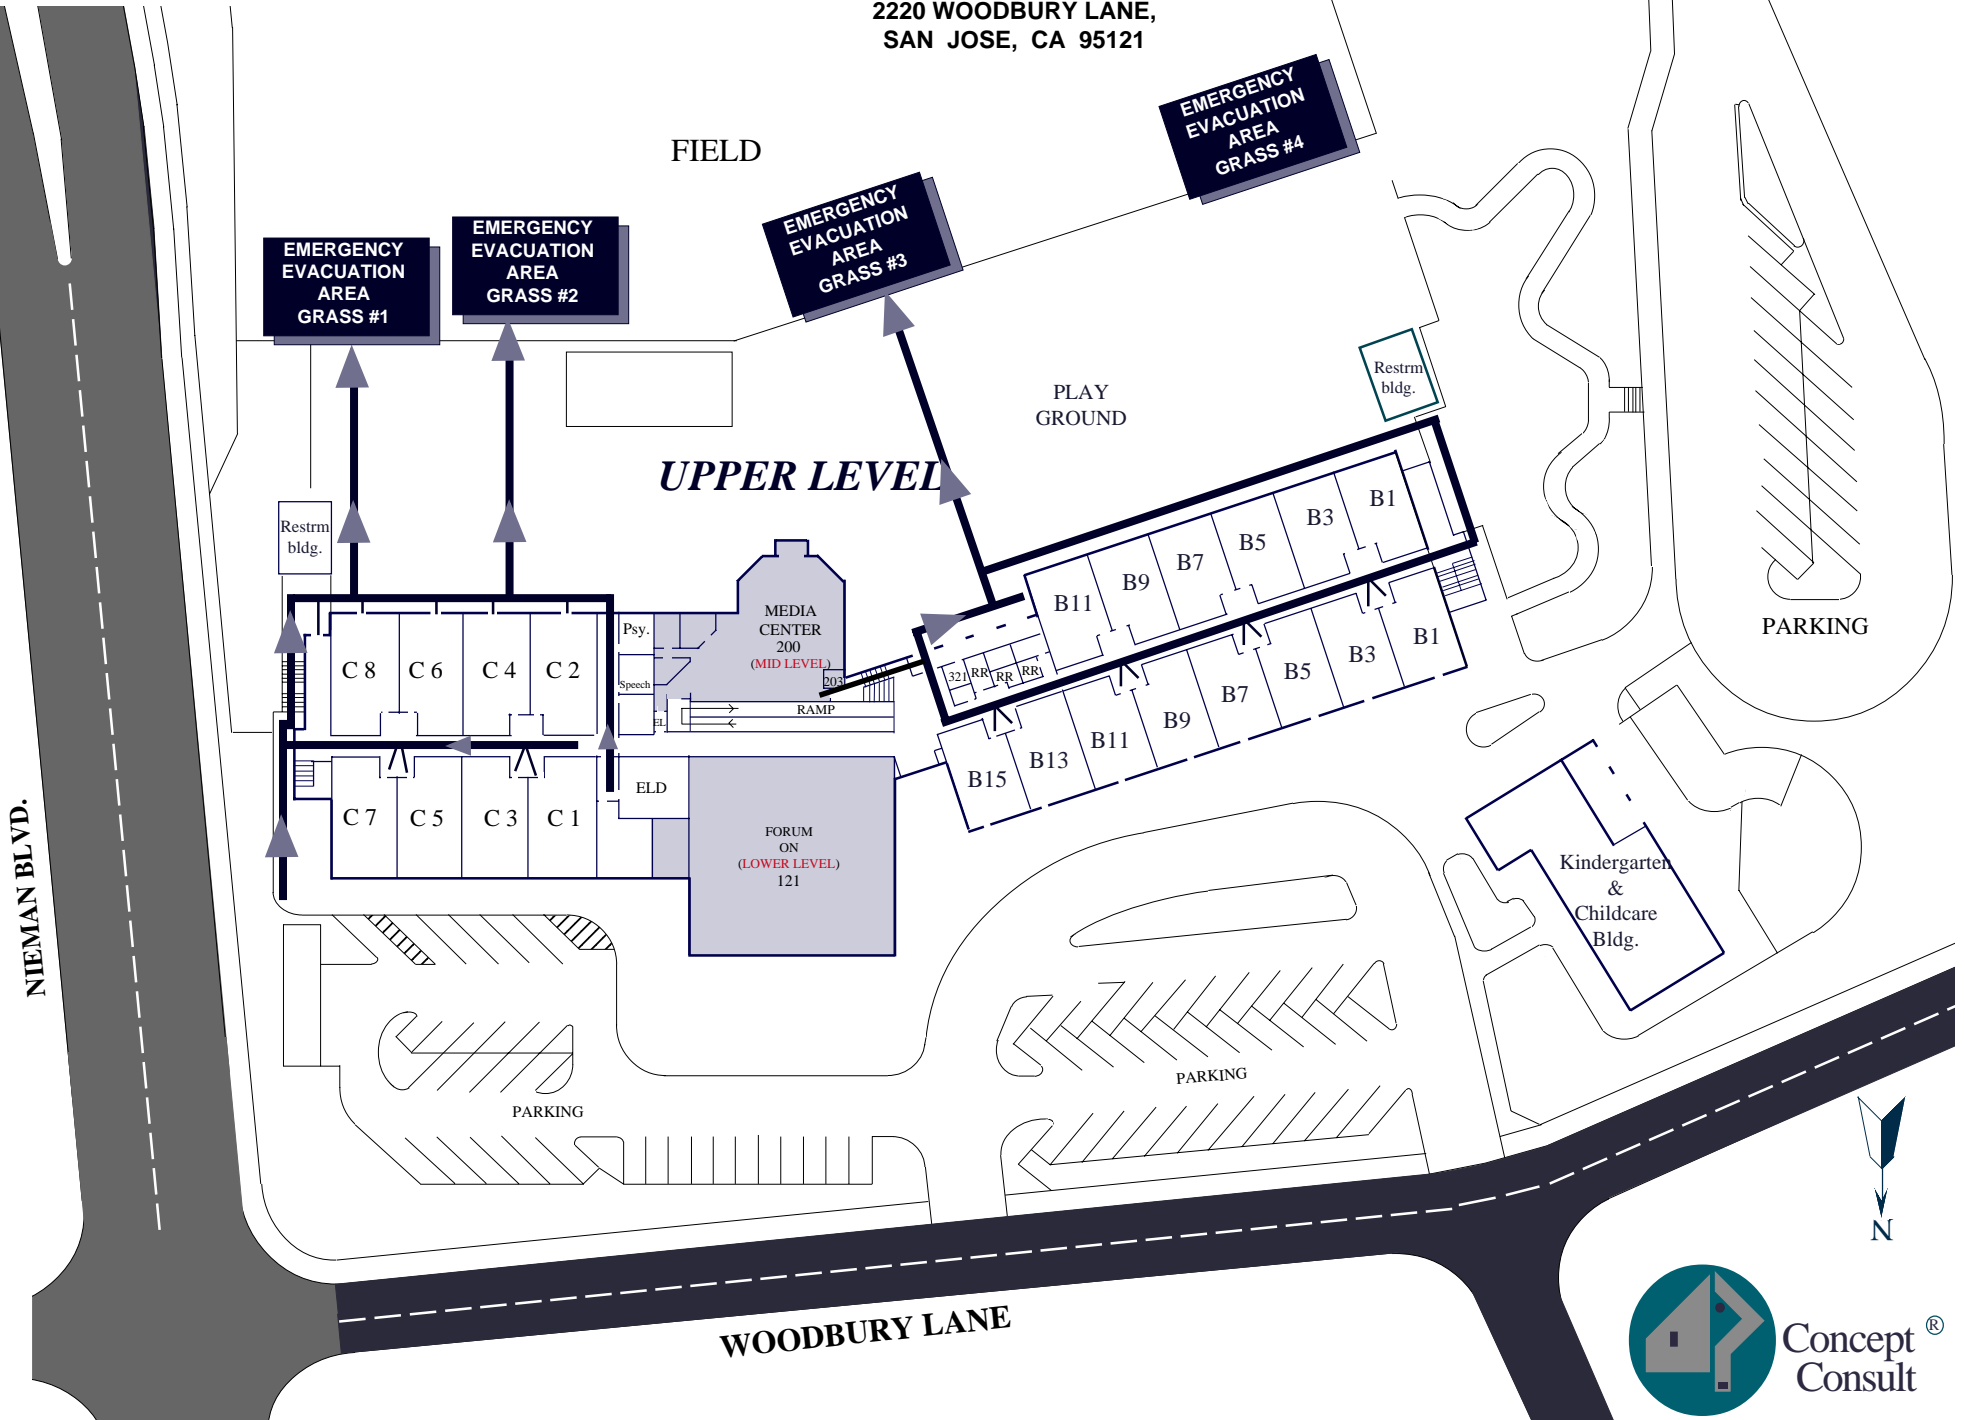 2220 WOODBURY LANE,
SAN JOSE, CA 95121
EMERGENCY
EVACUATION
AREA
GRASS #4
FIELD
EMERGENCY
EVACUATION
AREA
GRASS #3
EMERGENCY
EVACUATION
AREA
GRASS #2
EMERGENCY
EVACUATION
AREA
GRASS #1
PLAY
GROUND
Restrm
bldg.
UPPER LEVEL
Restrm
bldg.
B1
B3
B5
B7
B9
B11
MEDIA
CENTER
200
(MID LEVEL)
203
Psy.
Speech
EL
RAMP
321
RR
RR
RR
PARKING
C 8
C 6
C 4
C 2
B1
B3
B5
B7
B9
B11
B13
B15
ELD
C 7
C 5
C 3
C 1
FORUM
ON
(LOWER LEVEL)
121
Kindergarten
&
Childcare
Bldg.
NIEMAN BLVD.
PARKING
PARKING
N
WOODBURY LANE
Concept ®
Consult